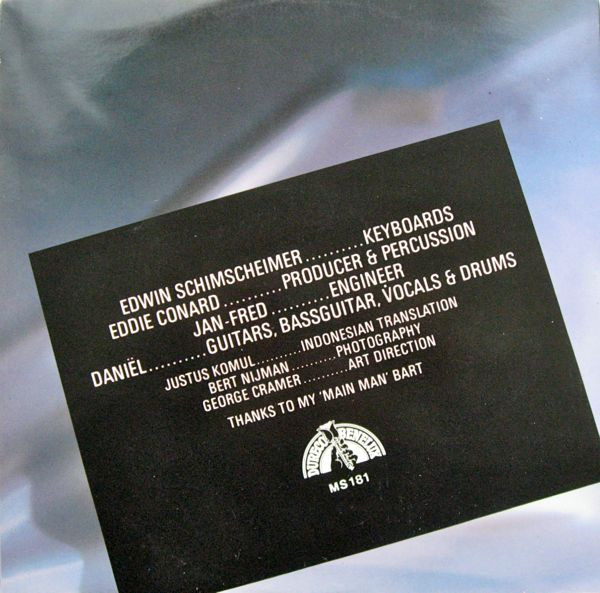 EDWIN SCHIMSCHEIMER..........KEYBOARDS
EDDIE CONARD..........PRODUCER & PERCUSSION
JAN-FRED..........ENGINEER
DANIËL..........GUITARS, BASSGUITAR, VOCALS & DRUMS
JUSTUS KOMUL..........INDONESIAN TRANSLATION
BERT NIJMAN..........PHOTOGRAPHY
GEORGE CRAMER..........ART DIRECTION
THANKS TO MY 'MAIN MAN' BART
DURECO BENELUX
MS 181